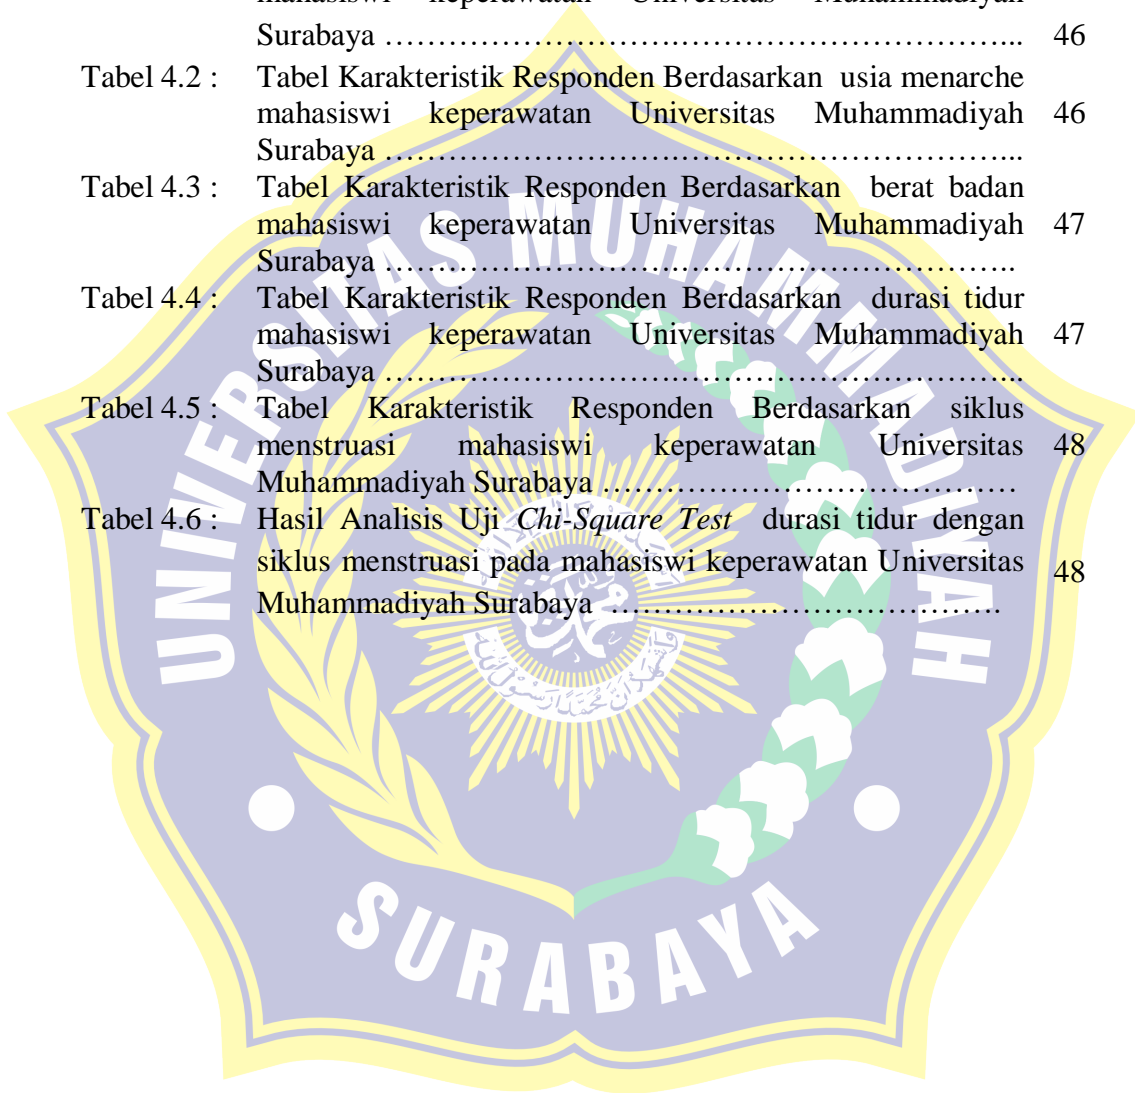 mahasiswi keperawatan Universitas Muhammadiyah
Surabaya ……………………….…………………………... 46
Tabel 4.2 : Tabel Karakteristik Responden Berdasarkan usia menarche
mahasiswi keperawatan Universitas Muhammadiyah 46
Surabaya ……………………….…………………………...
Tabel 4.3 : Tabel Karakteristik Responden Berdasarkan berat badan
mahasiswi keperawatan Universitas Muhammadiyah 47
Surabaya ……………………….…………………………..
Tabel 4.4 : Tabel Karakteristik Responden Berdasarkan durasi tidur
mahasiswi keperawatan Universitas Muhammadiyah 47
Surabaya ……………………….…………………………...
Tabel 4.5 : Tabel Karakteristik Responden Berdasarkan siklus
menstruasi mahasiswi keperawatan Universitas 48
Muhammadiyah Surabaya …………………………………
Tabel 4.6 : Hasil Analisis Uji Chi-Square Test durasi tidur dengan
siklus menstruasi pada mahasiswi keperawatan Universitas 48
Muhammadiyah Surabaya ………………………………
UNIVERSITAS MUHAMMADIYAH
SURABAYA